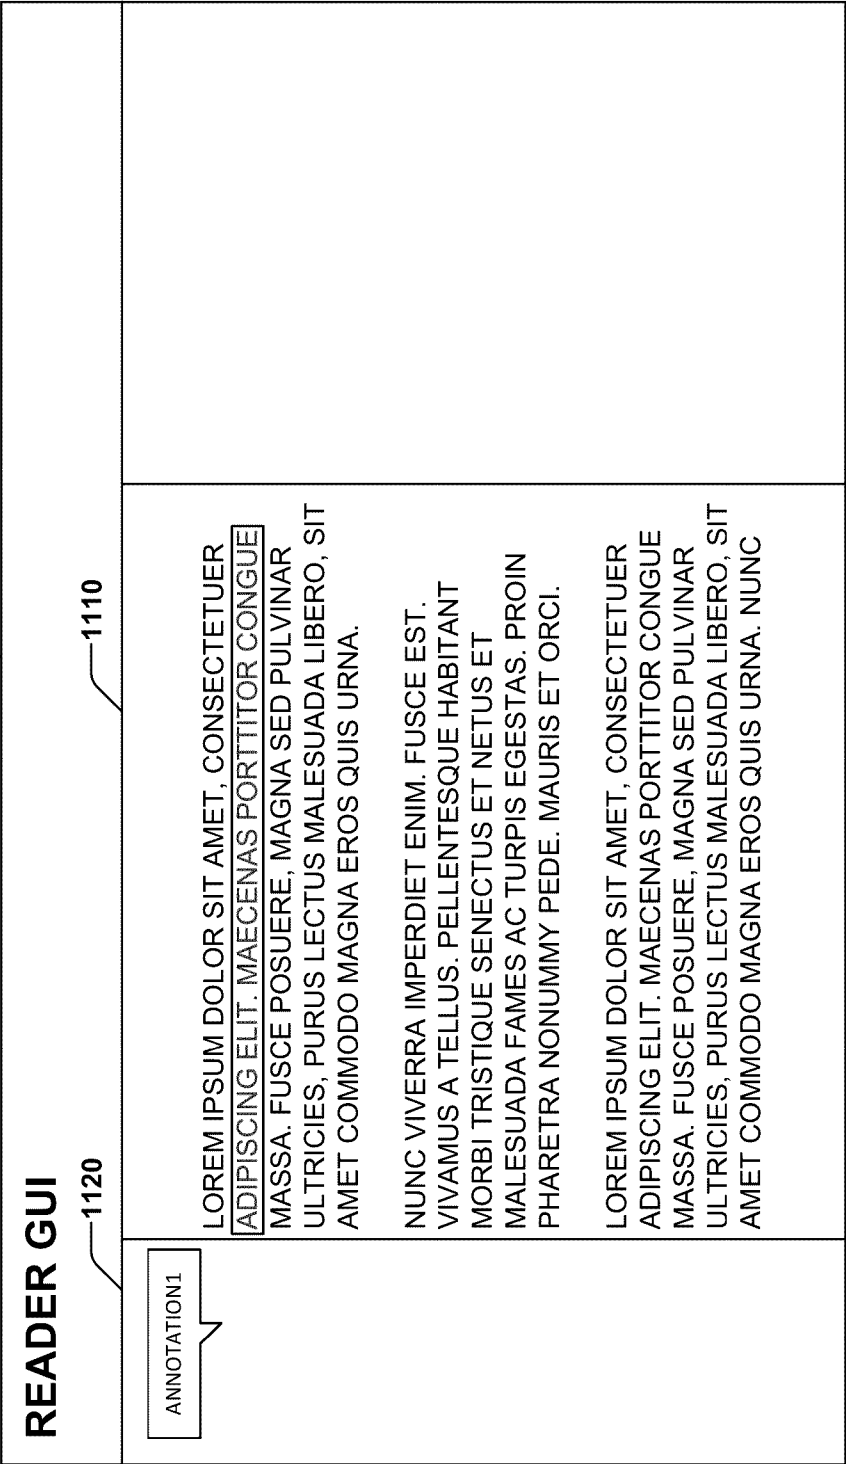 READER GUI
1120
1110
ANNOTATION1
LOREM IPSUM DOLOR SIT AMET, CONSECTETUER
ADIPISCING ELIT. MAECENAS PORTTITOR CONGUE
MASSA. FUSCE POSUERE, MAGNA SED PULVINAR
ULTRICIES, PURUS LECTUS MALESUADA LIBERO, SIT
AMET COMMODO MAGNA EROS QUIS URNA.
NUNC VIVERRA IMPERDIET ENIM. FUSCE EST.
VIVAMUS A TELLUS. PELLENTESQUE HABITANT
MORBI TRISTIQUE SENECTUS ET NETUS ET
MALESUADA FAMES AC TURPIS EGESTAS. PROIN
PHARETRA NONUMMY PEDE. MAURIS ET ORCI.
LOREM IPSUM DOLOR SIT AMET, CONSECTETUER
ADIPISCING ELIT. MAECENAS PORTTITOR CONGUE
MASSA. FUSCE POSUERE, MAGNA SED PULVINAR
ULTRICIES, PURUS LECTUS MALESUADA LIBERO, SIT
AMET COMMODO MAGNA EROS QUIS URNA. NUNC